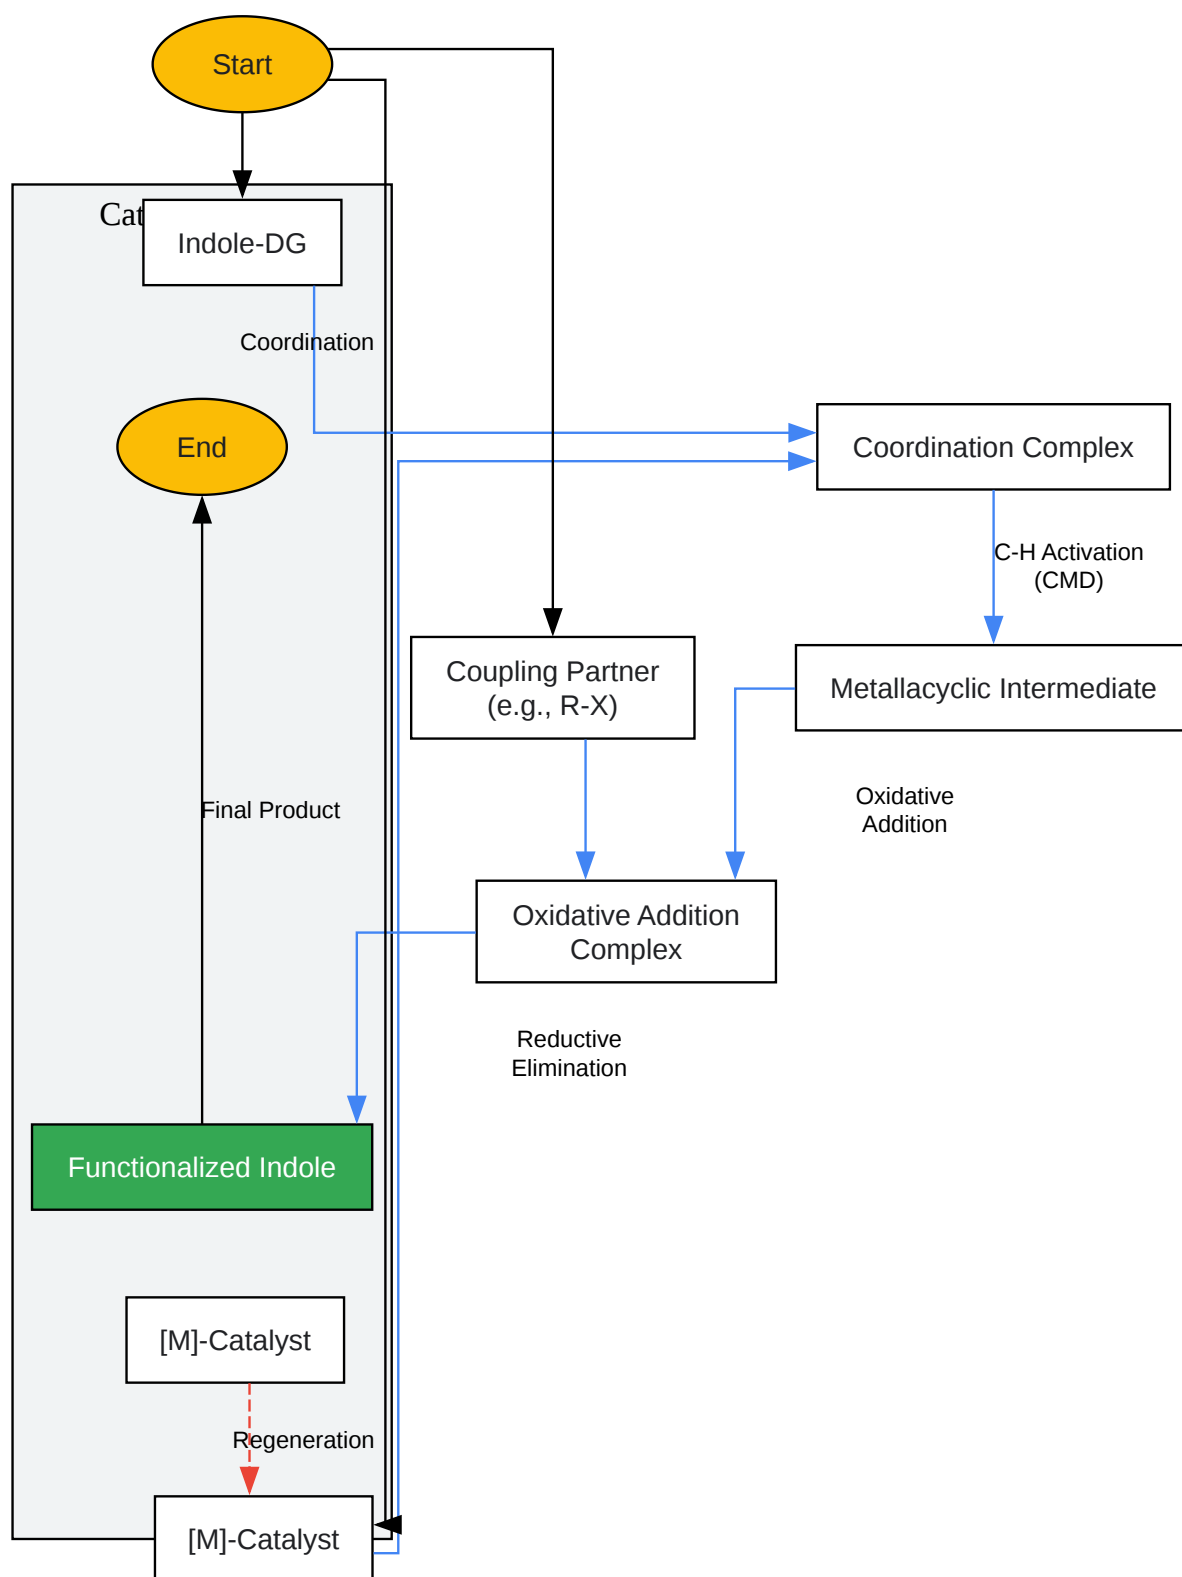 Start
Cat
Indole-DG
Coordination
End
Coordination Complex
C-H Activation
(CMD)
Coupling Partner
(e.g., R-X)
Metallacyclic Intermediate
Final Product
Oxidative
Addition
Oxidative Addition
Complex
Reductive
Elimination
Functionalized Indole
[M]-Catalyst
Regeneration
[M]-Catalyst